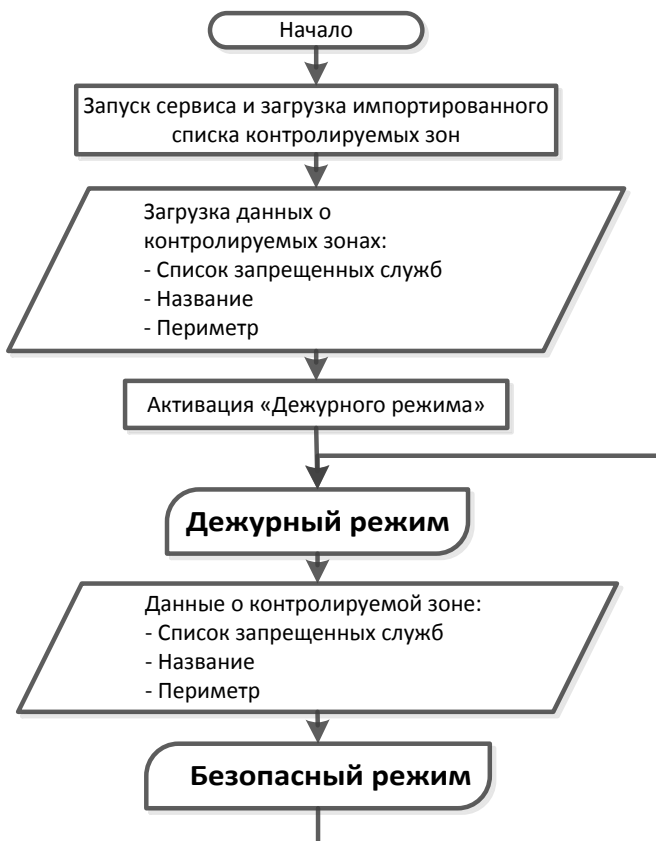 Начало
Запуск сервиса и загрузка импортированного
списка контролируемых зон
Загрузка данных о
контролируемых зонах:
- Список запрещенных служб
- Название
- Периметр
Активация «Дежурного режима»
Дежурный режим
Данные о контролируемой зоне:
- Список запрещенных служб
- Название
- Периметр
Безопасный режим